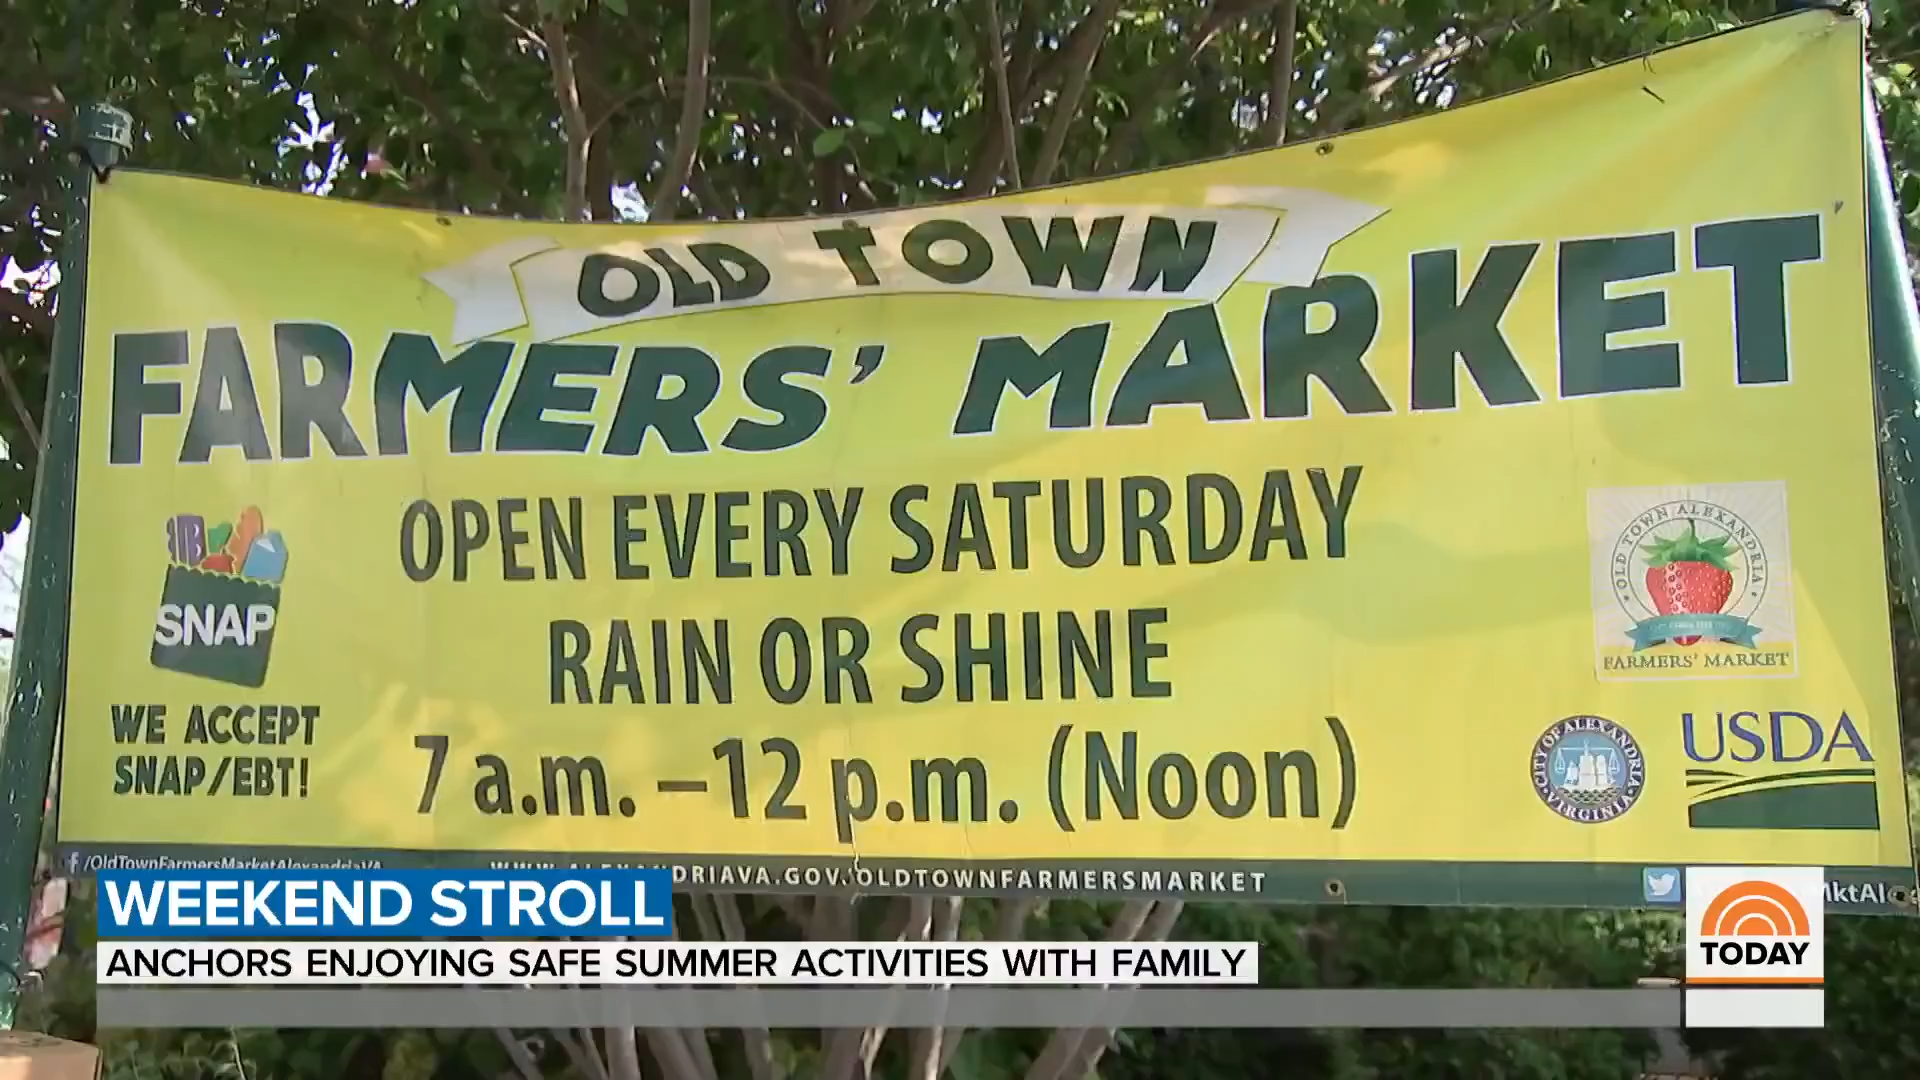 OLD TOWN
FARMERS' MARKET
OPEN EVERY SATURDAY
RAIN OR SHINE
7 a.m. – 12 p.m. (Noon)
SNAP
WE ACCEPT
SNAP/EBT!
OLD TOWN ALEXANDRIA
FARMERS' MARKET
CITY OF ALEXANDRIA
VIRGINIA
USDA
/OldTownFarmersMarketAlexandriaVA
WWW.ALEXANDRIAVA.GOV/OLDTOWNFARMERSMARKET
WEEKEND STROLL
ANCHORS ENJOYING SAFE SUMMER ACTIVITIES WITH FAMILY
TODAY